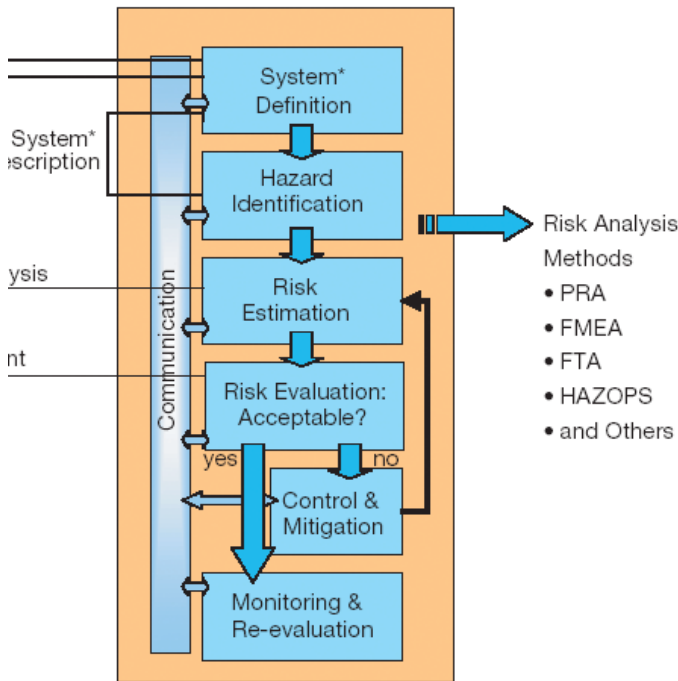 System*
Definition
System*
escription
Hazard
Identification
Risk Analysis
Methods
• PRA
• FMEA
• FTA
• HAZOPS
• and Others
ysis
Risk
Estimation
Communication
nt
Risk Evaluation:
Acceptable?
yes
no
Control &
Mitigation
Monitoring &
Re-evaluation